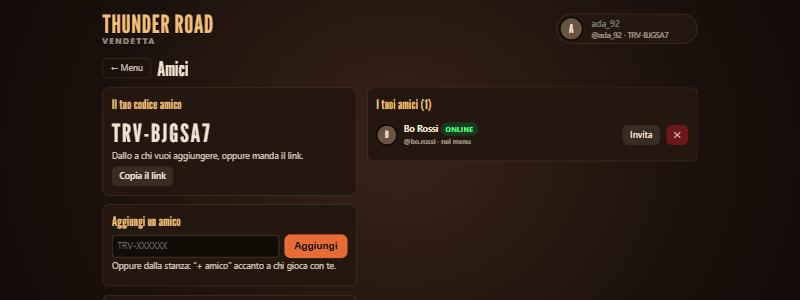 THUNDER ROAD
VENDETTA
A
ada_92
@ada_92 · TRV-BJGSA7
← Menu
Amici
Il tuo codice amico
TRV-BJGSA7
Dallo a chi vuoi aggiungere, oppure manda il link.
Copia il link
Aggiungi un amico
TRV-XXXXXX
Aggiungi
Oppure dalla stanza: "+ amico" accanto a chi gioca con te.
I tuoi amici (1)
B
Bo Rossi ONLINE
@bo.rossi · nel menu
Invita
✕